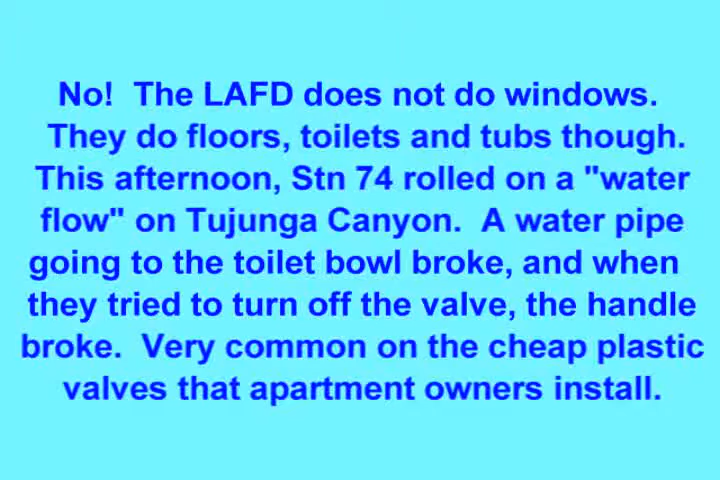 No!  The LAFD does not do windows.
They do floors, toilets and tubs though.
This afternoon, Stn 74 rolled on a "water
flow" on Tujunga Canyon.  A water pipe
going to the toilet bowl broke, and when
they tried to turn off the valve, the handle
broke.  Very common on the cheap plastic
valves that apartment owners install.